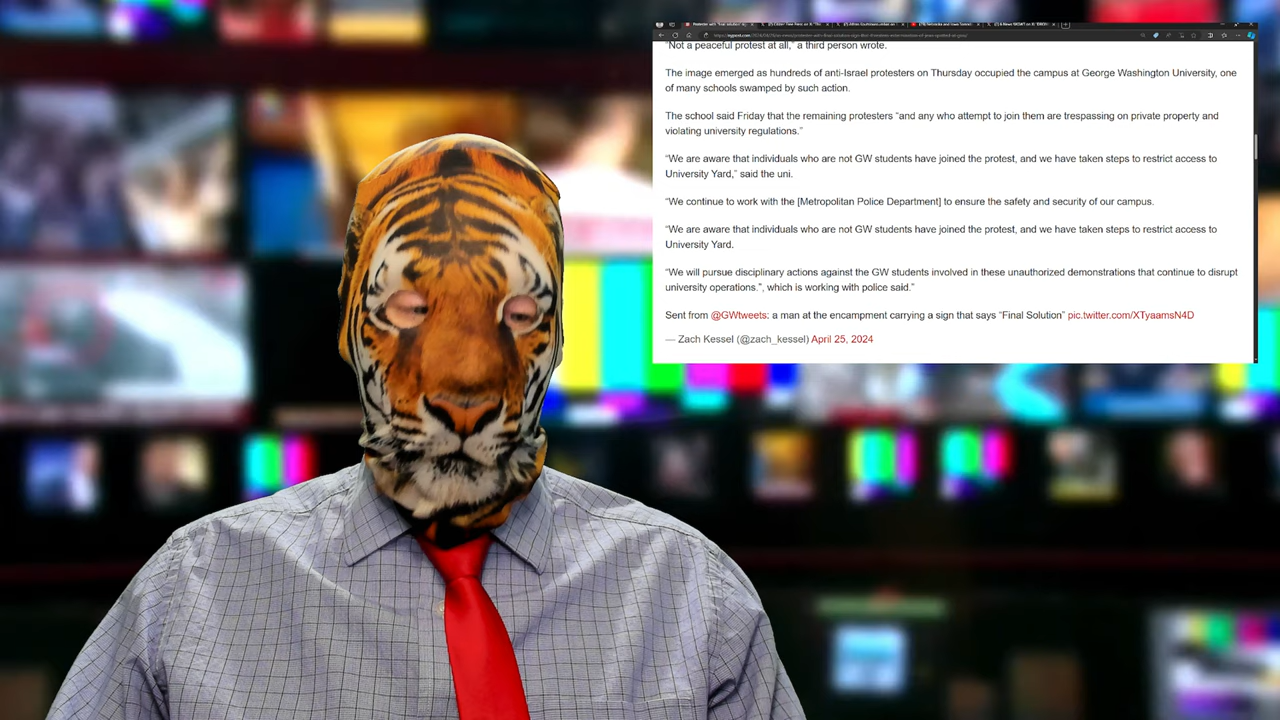 "Not a peaceful protest at all," a third person wrote.
The image emerged as hundreds of anti-Israel protesters on Thursday occupied the campus at George Washington University, one
of many schools swamped by such action.
The school said Friday that the remaining protesters "and any who attempt to join them are trespassing on private property and
violating university regulations."
"We are aware that individuals who are not GW students have joined the protest, and we have taken steps to restrict access to
University Yard," said the uni.
"We continue to work with the [Metropolitan Police Department] to ensure the safety and security of our campus.
"We are aware that individuals who are not GW students have joined the protest, and we have taken steps to restrict access to
University Yard.
"We will pursue disciplinary actions against the GW students involved in these unauthorized demonstrations that continue to disrupt
university operations.", which is working with police said."
Sent from @GWtweets: a man at the encampment carrying a sign that says "Final Solution" pic.twitter.com/XTyaamsN4D
— Zach Kessel (@zach_kessel) April 25, 2024